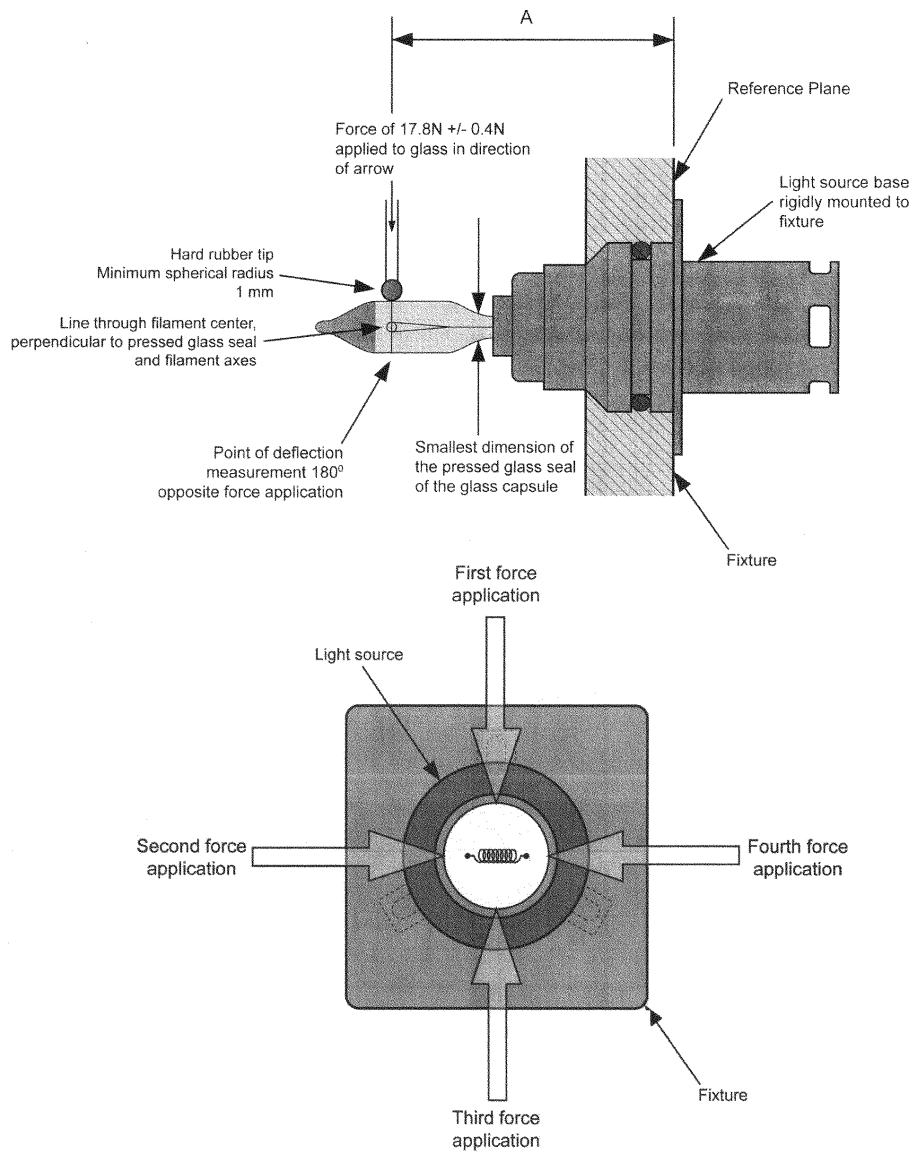 A
Reference Plane
Force of 17.8N +/- 0.4N
applied to glass in direction
of arrow
Light source base
rigidly mounted to
fixture
Hard rubber tip
Minimum spherical radius
1 mm
Line through filament center,
perpendicular to pressed glass seal
and filament axes
Point of deflection
measurement 180º
opposite force application
Smallest dimension of
the pressed glass seal
of the glass capsule
Fixture
First force
application
Light source
Second force
application
Fourth force
application
Fixture
Third force
application